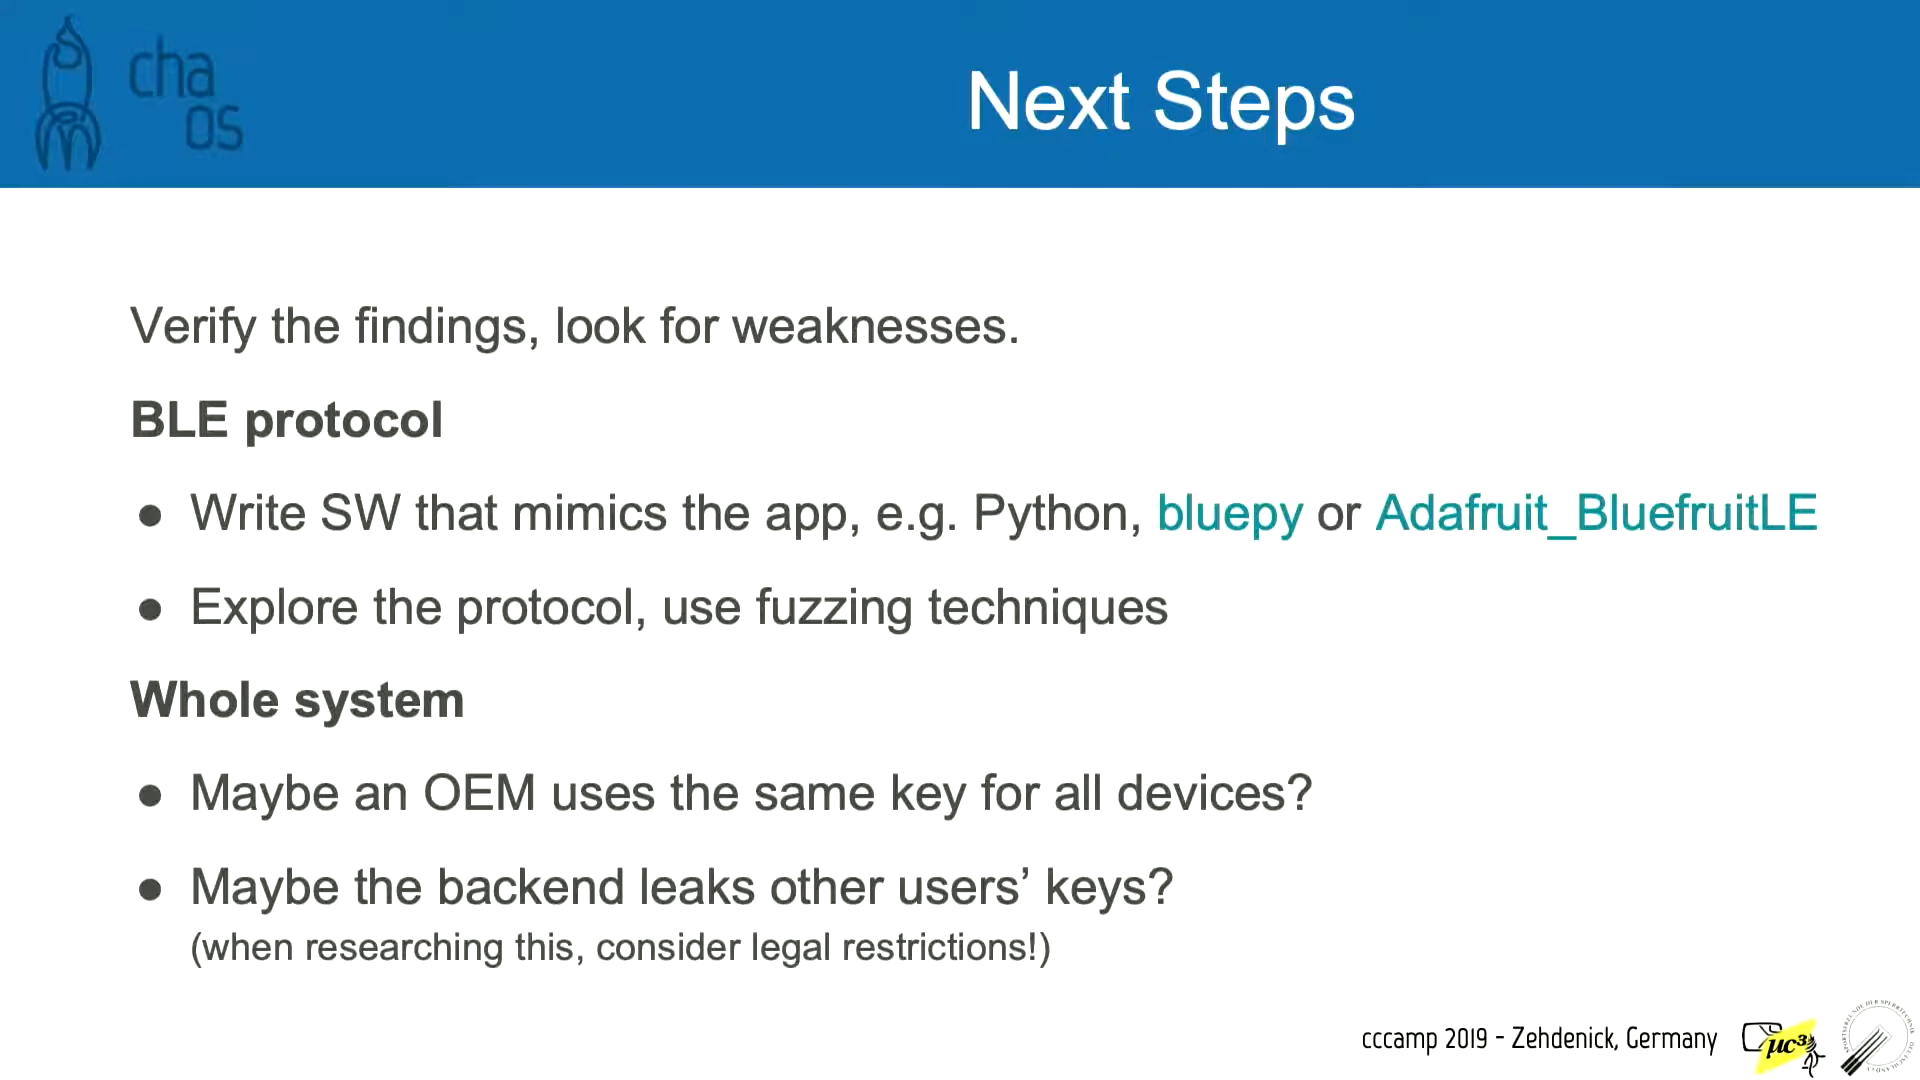 cha
os
Next Steps
Verify the findings, look for weaknesses.
BLE protocol
● Write SW that mimics the app, e.g. Python, bluepy or Adafruit_BluefruitLE
● Explore the protocol, use fuzzing techniques
Whole system
● Maybe an OEM uses the same key for all devices?
● Maybe the backend leaks other users’ keys?
(when researching this, consider legal restrictions!)
cccamp 2019 - Zehdenick, Germany
µc³